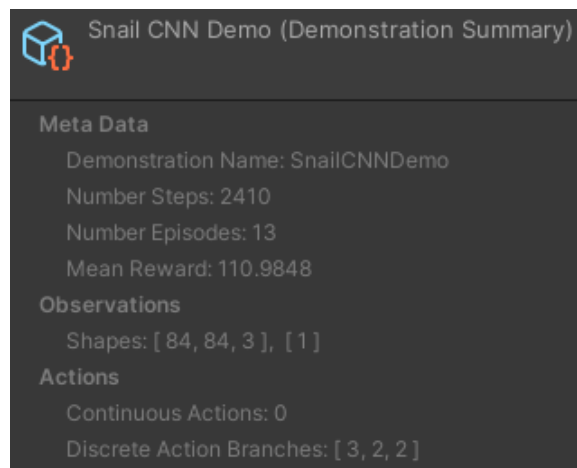 Snail CNN Demo (Demonstration Summary)
Meta Data
Demonstration Name: SnailCNNDemo
Number Steps: 2410
Number Episodes: 13
Mean Reward: 110.9848
Observations
Shapes: [ 84, 84, 3 ], [ 1 ]
Actions
Continuous Actions: 0
Discrete Action Branches: [ 3, 2, 2 ]